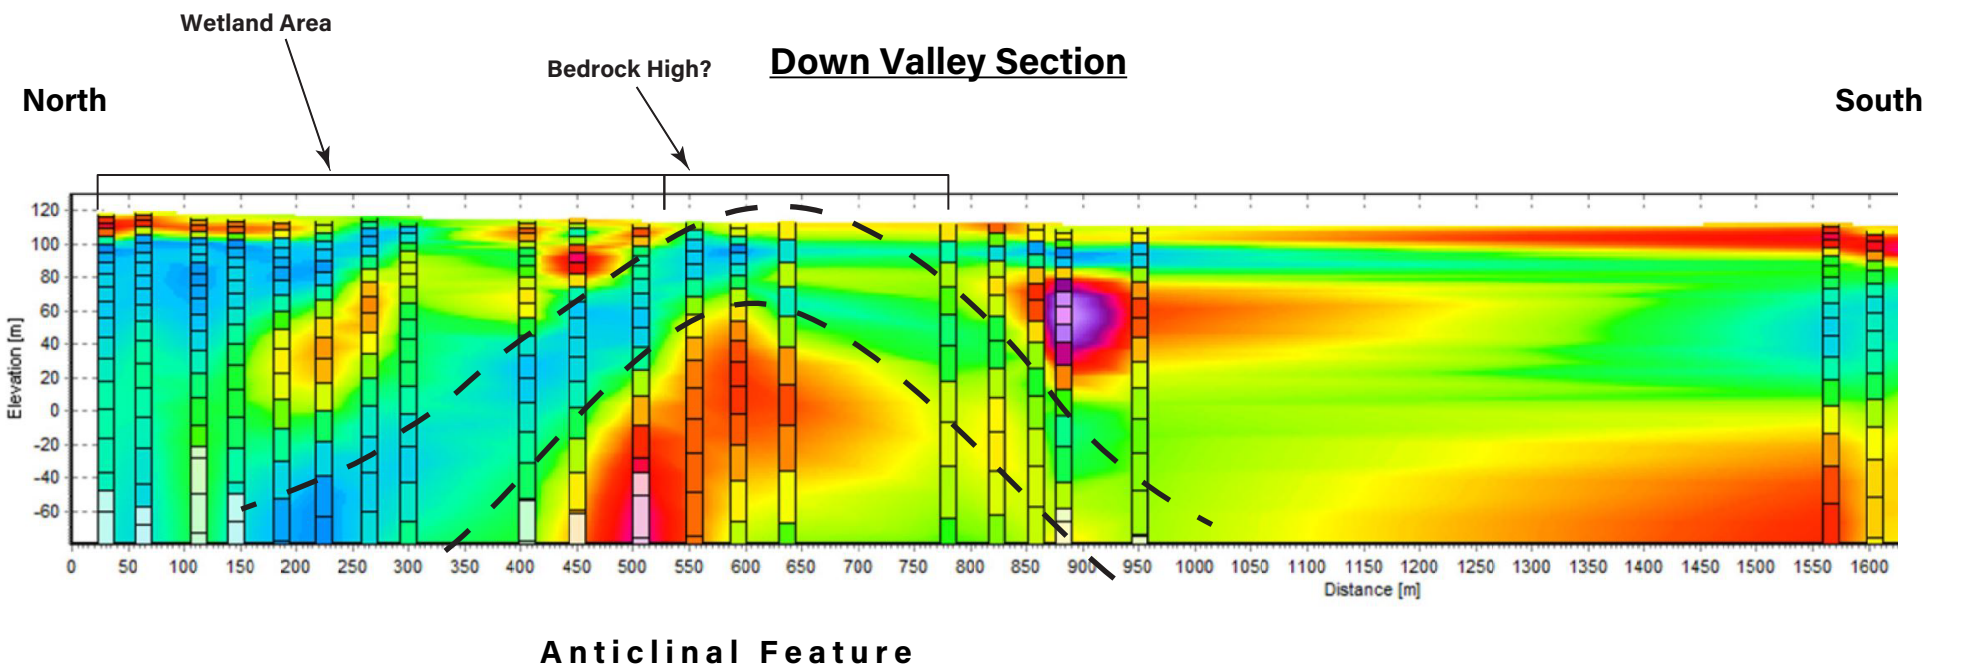 Wetland Area
Bedrock High?
Down Valley Section
North
South
120
100
80
60
40
20
0
-20
-40
-60
Elevation [m]
0 50 100 150 200 250 300 350 400 450 500 550 600 650 700 750 800 850 900 950 1000 1050 1100 1150 1200 1250 1300 1350 1400 1450 1500 1550 1600
Distance [m]
Anticlinal Feature